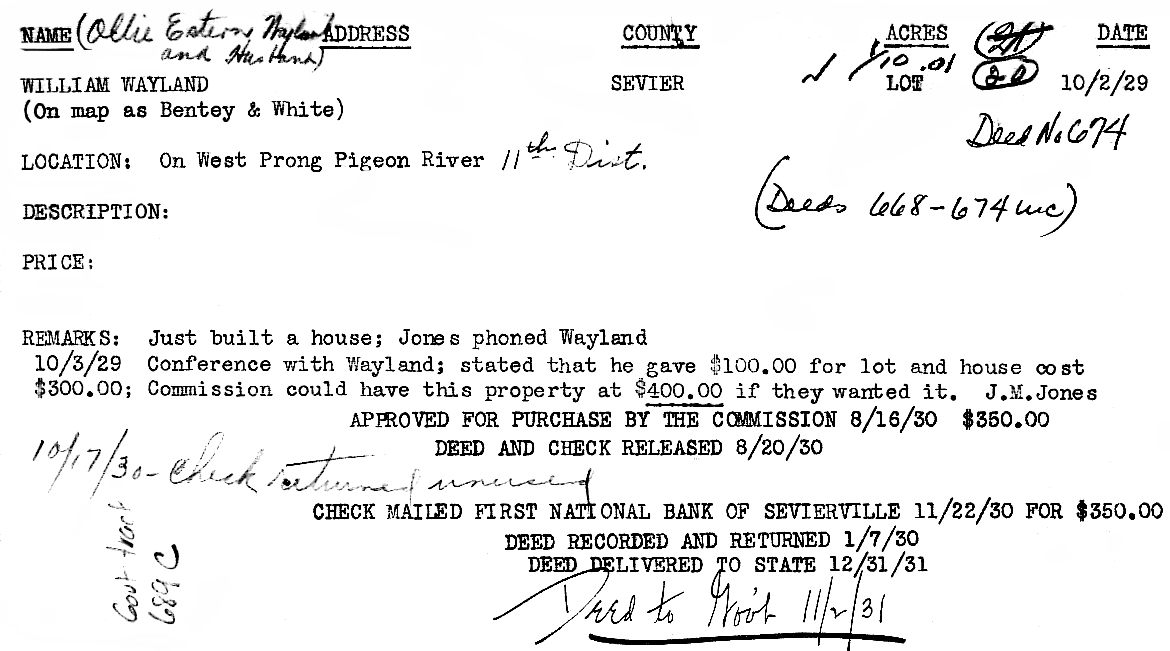 NAME (Ollie Estern Wayland ADDRESS COUNTY ACRES (21) DATE
and Husband)
WILLIAM WAYLAND SEVIER √ 1/10 .01 LOT (20) 10/2/29
(On map as Bentey & White)
Deed No 674
LOCATION: On West Prong Pigeon River 11th Dist.
(Deeds 668-674 inc)
DESCRIPTION:
PRICE:
REMARKS: Just built a house; Jones phoned Wayland
10/3/29 Conference with Wayland; stated that he gave $100.00 for lot and house cost
$300.00; Commission could have this property at $400.00 if they wanted it. J.M.Jones
APPROVED FOR PURCHASE BY THE COMMISSION 8/16/30 $350.00
DEED AND CHECK RELEASED 8/20/30
10/17/30- Check returned unused
CHECK MAILED FIRST NATIONAL BANK OF SEVIERVILLE 11/22/30 FOR $350.00
DEED RECORDED AND RETURNED 1/7/30
DEED DELIVERED TO STATE 12/31/31
Deed to Gov't 11/2/31
Govt tract
689 C